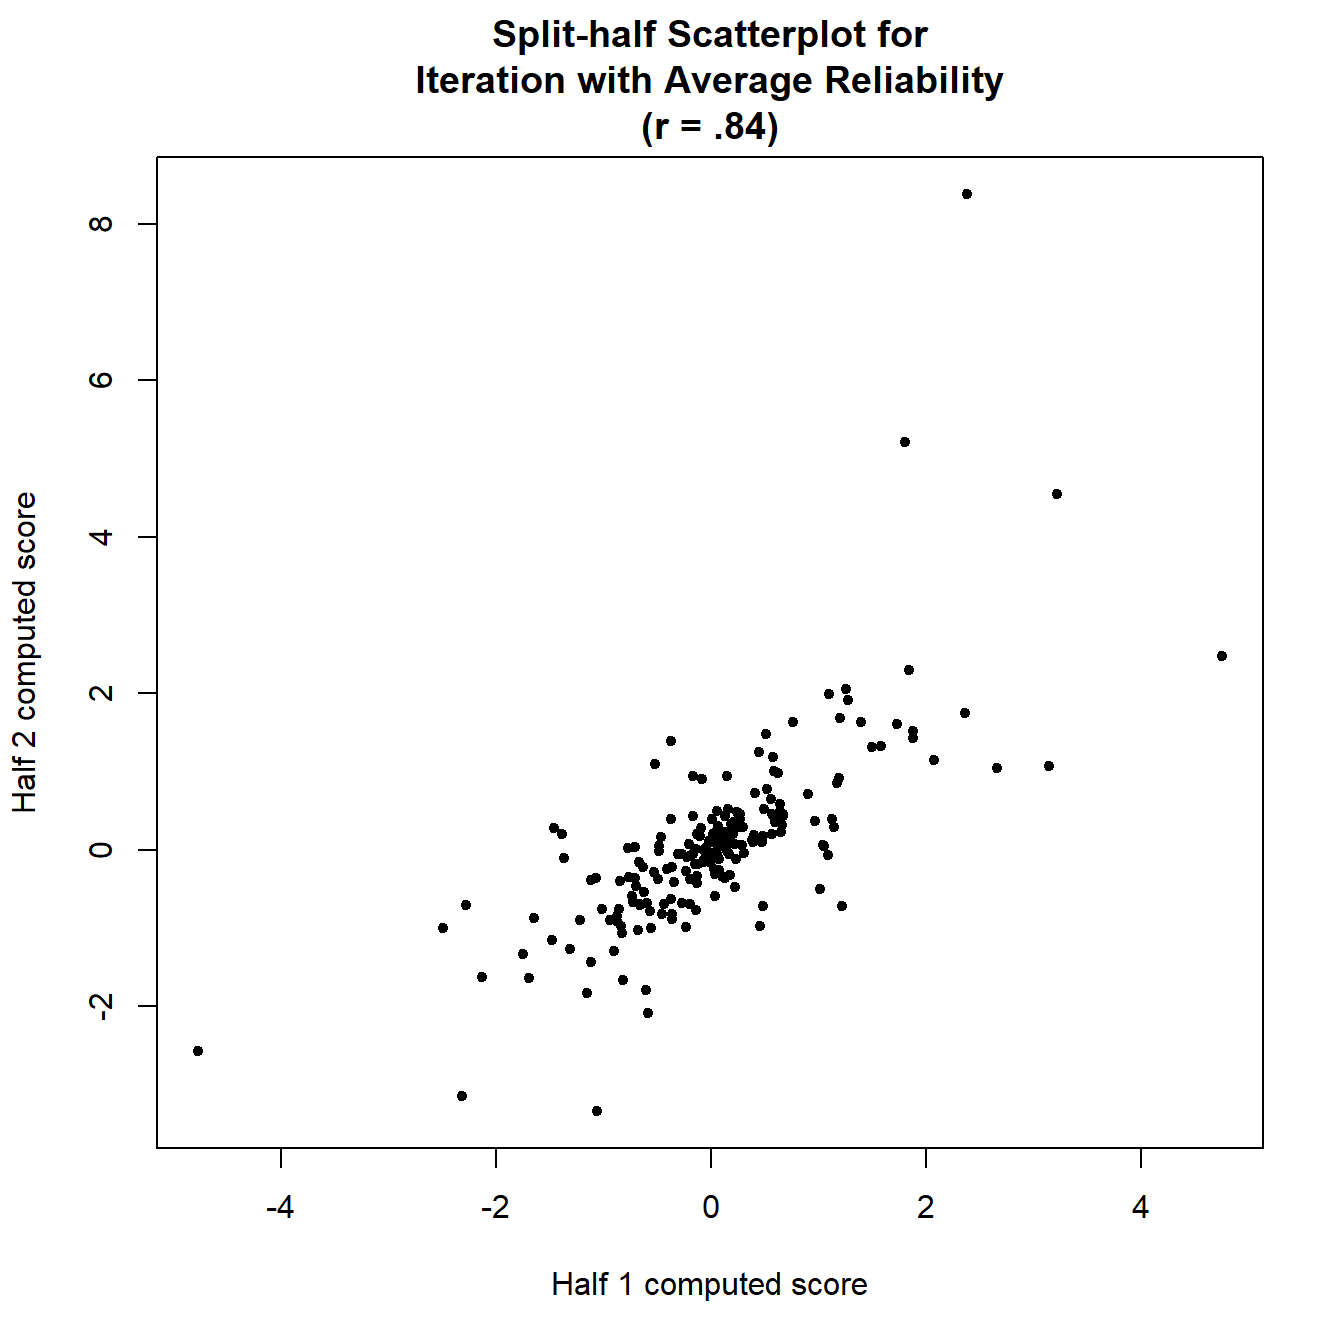 Split-half Scatterplot for
Iteration with Average Reliability
(r = .84)
8
6
4
2
0
-2
Half 2 computed score
-4 -2 0 2 4
Half 1 computed score